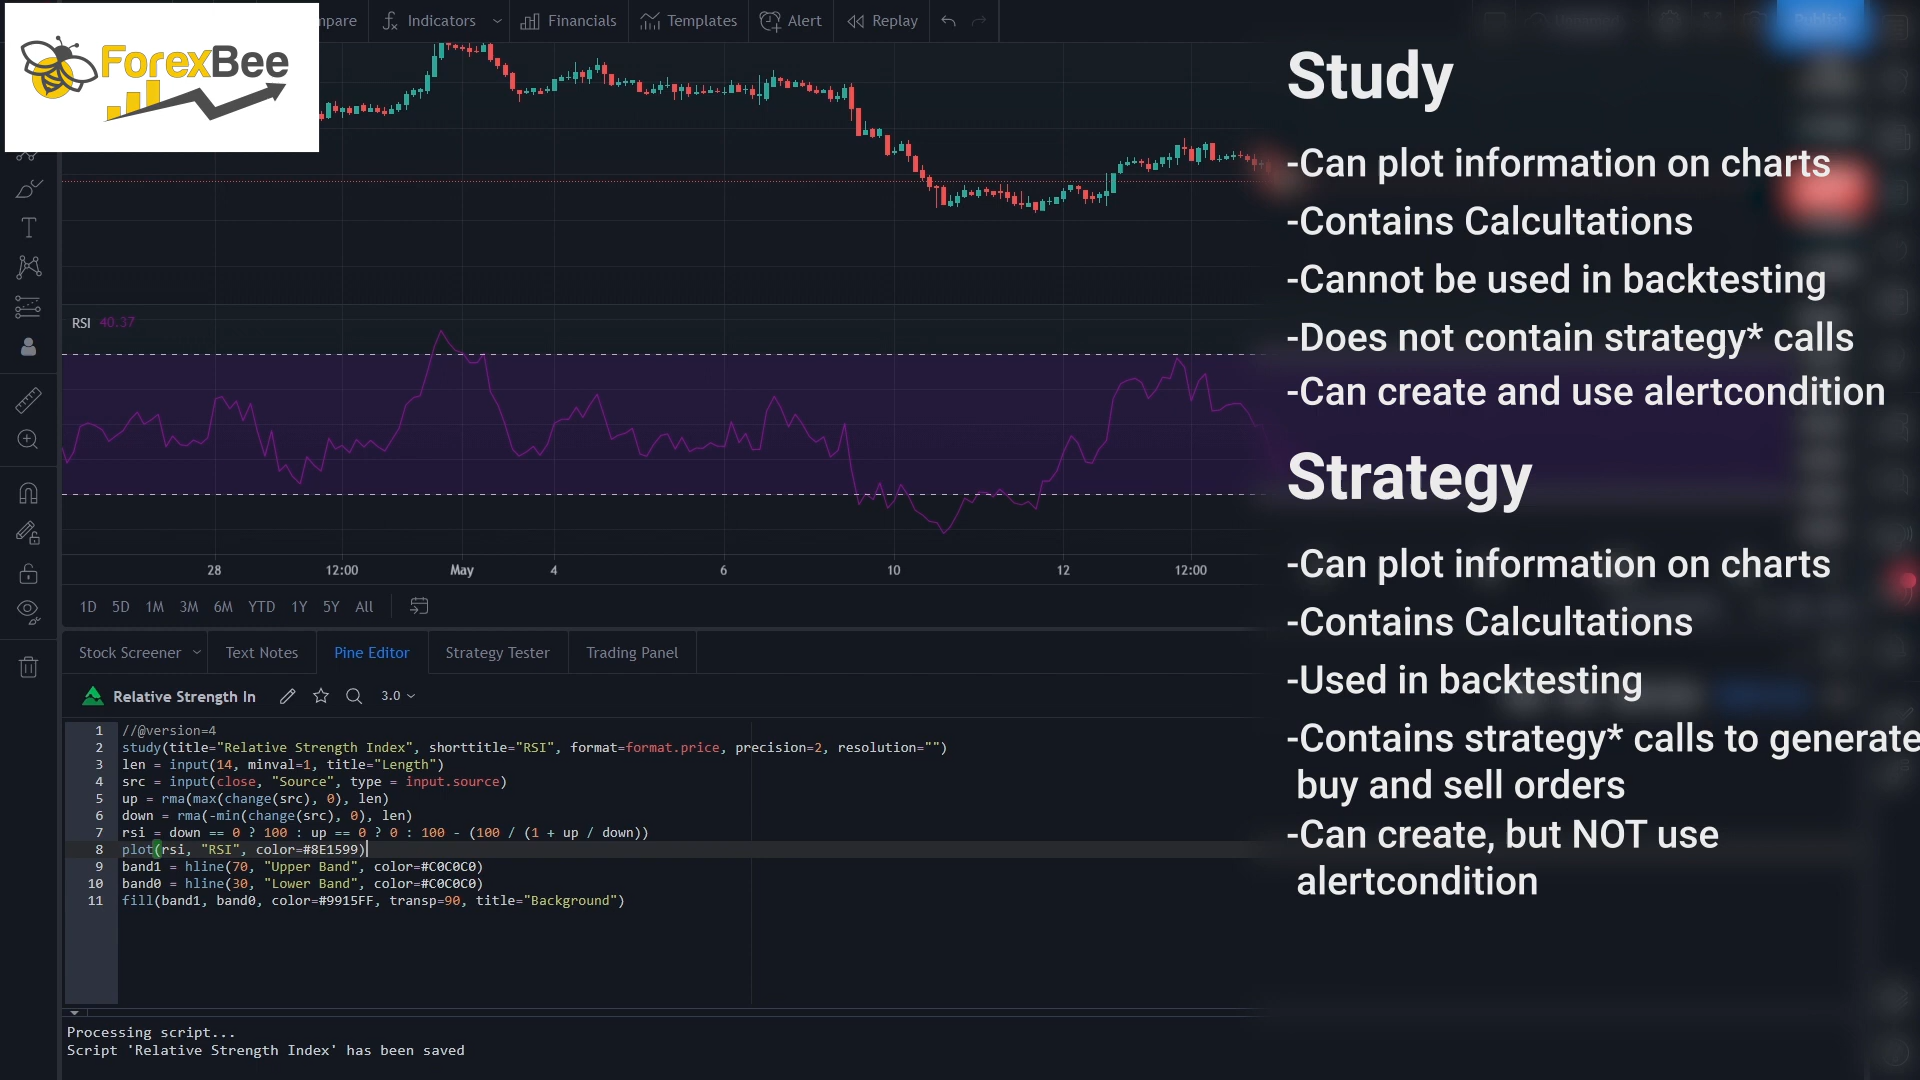 ForexBee
mpare
Indicators
Financials
Templates
Alert
Replay
RSI 40.37
28 12:00 May 4 6 10 12 12:00
1D 5D 1M 3M 6M YTD 1Y 5Y All
Stock Screener
Text Notes
Pine Editor
Strategy Tester
Trading Panel
Relative Strength In
3.0
1 //@version=4
2 study(title="Relative Strength Index", shorttitle="RSI", format=format.price, precision=2, resolution="")
3 len = input(14, minval=1, title="Length")
4 src = input(close, "Source", type = input.source)
5 up = rma(max(change(src), 0), len)
6 down = rma(-min(change(src), 0), len)
7 rsi = down == 0 ? 100 : up == 0 ? 0 : 100 - (100 / (1 + up / down))
8 plot(rsi, "RSI", color=#8E1599)
9 band1 = hline(70, "Upper Band", color=#C0C0C0)
10 band0 = hline(30, "Lower Band", color=#C0C0C0)
11 fill(band1, band0, color=#9915FF, transp=90, title="Background")
Processing script...
Script 'Relative Strength Index' has been saved
Study
-Can plot information on charts
-Contains Calcultations
-Cannot be used in backtesting
-Does not contain strategy* calls
-Can create and use alertcondition
Strategy
-Can plot information on charts
-Contains Calcultations
-Used in backtesting
-Contains strategy* calls to generate
buy and sell orders
-Can create, but NOT use
alertcondition